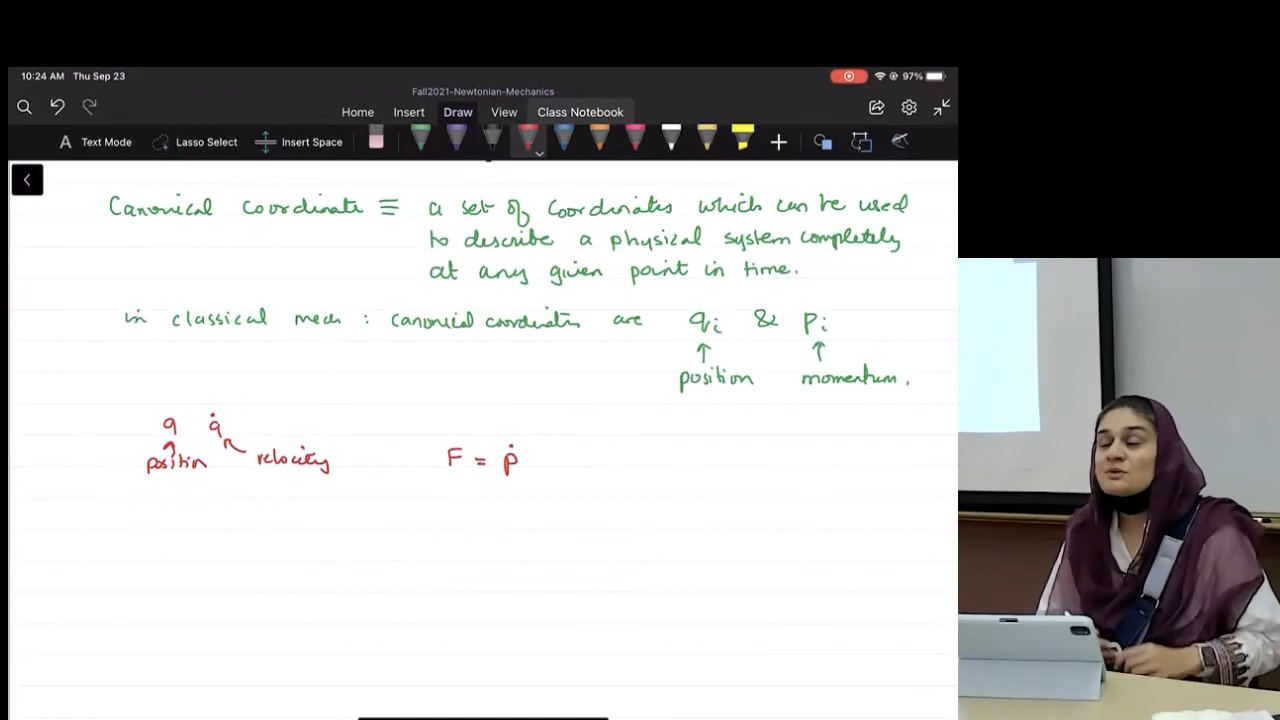 10:24 AM Thu Sep 23
97%
Fall2021-Newtonian-Mechanics
Home Insert Draw View Class Notebook
A Text Mode Lasso Select Insert Space
Canonical coordinate ≡ a set of coordinates which can be used
to describe a physical system completely
at any given point in time.
in classical mech : canonical coordinates are qᵢ & pᵢ
↑ ↑
position momentum.
q q̇
position velocity F = ṗ